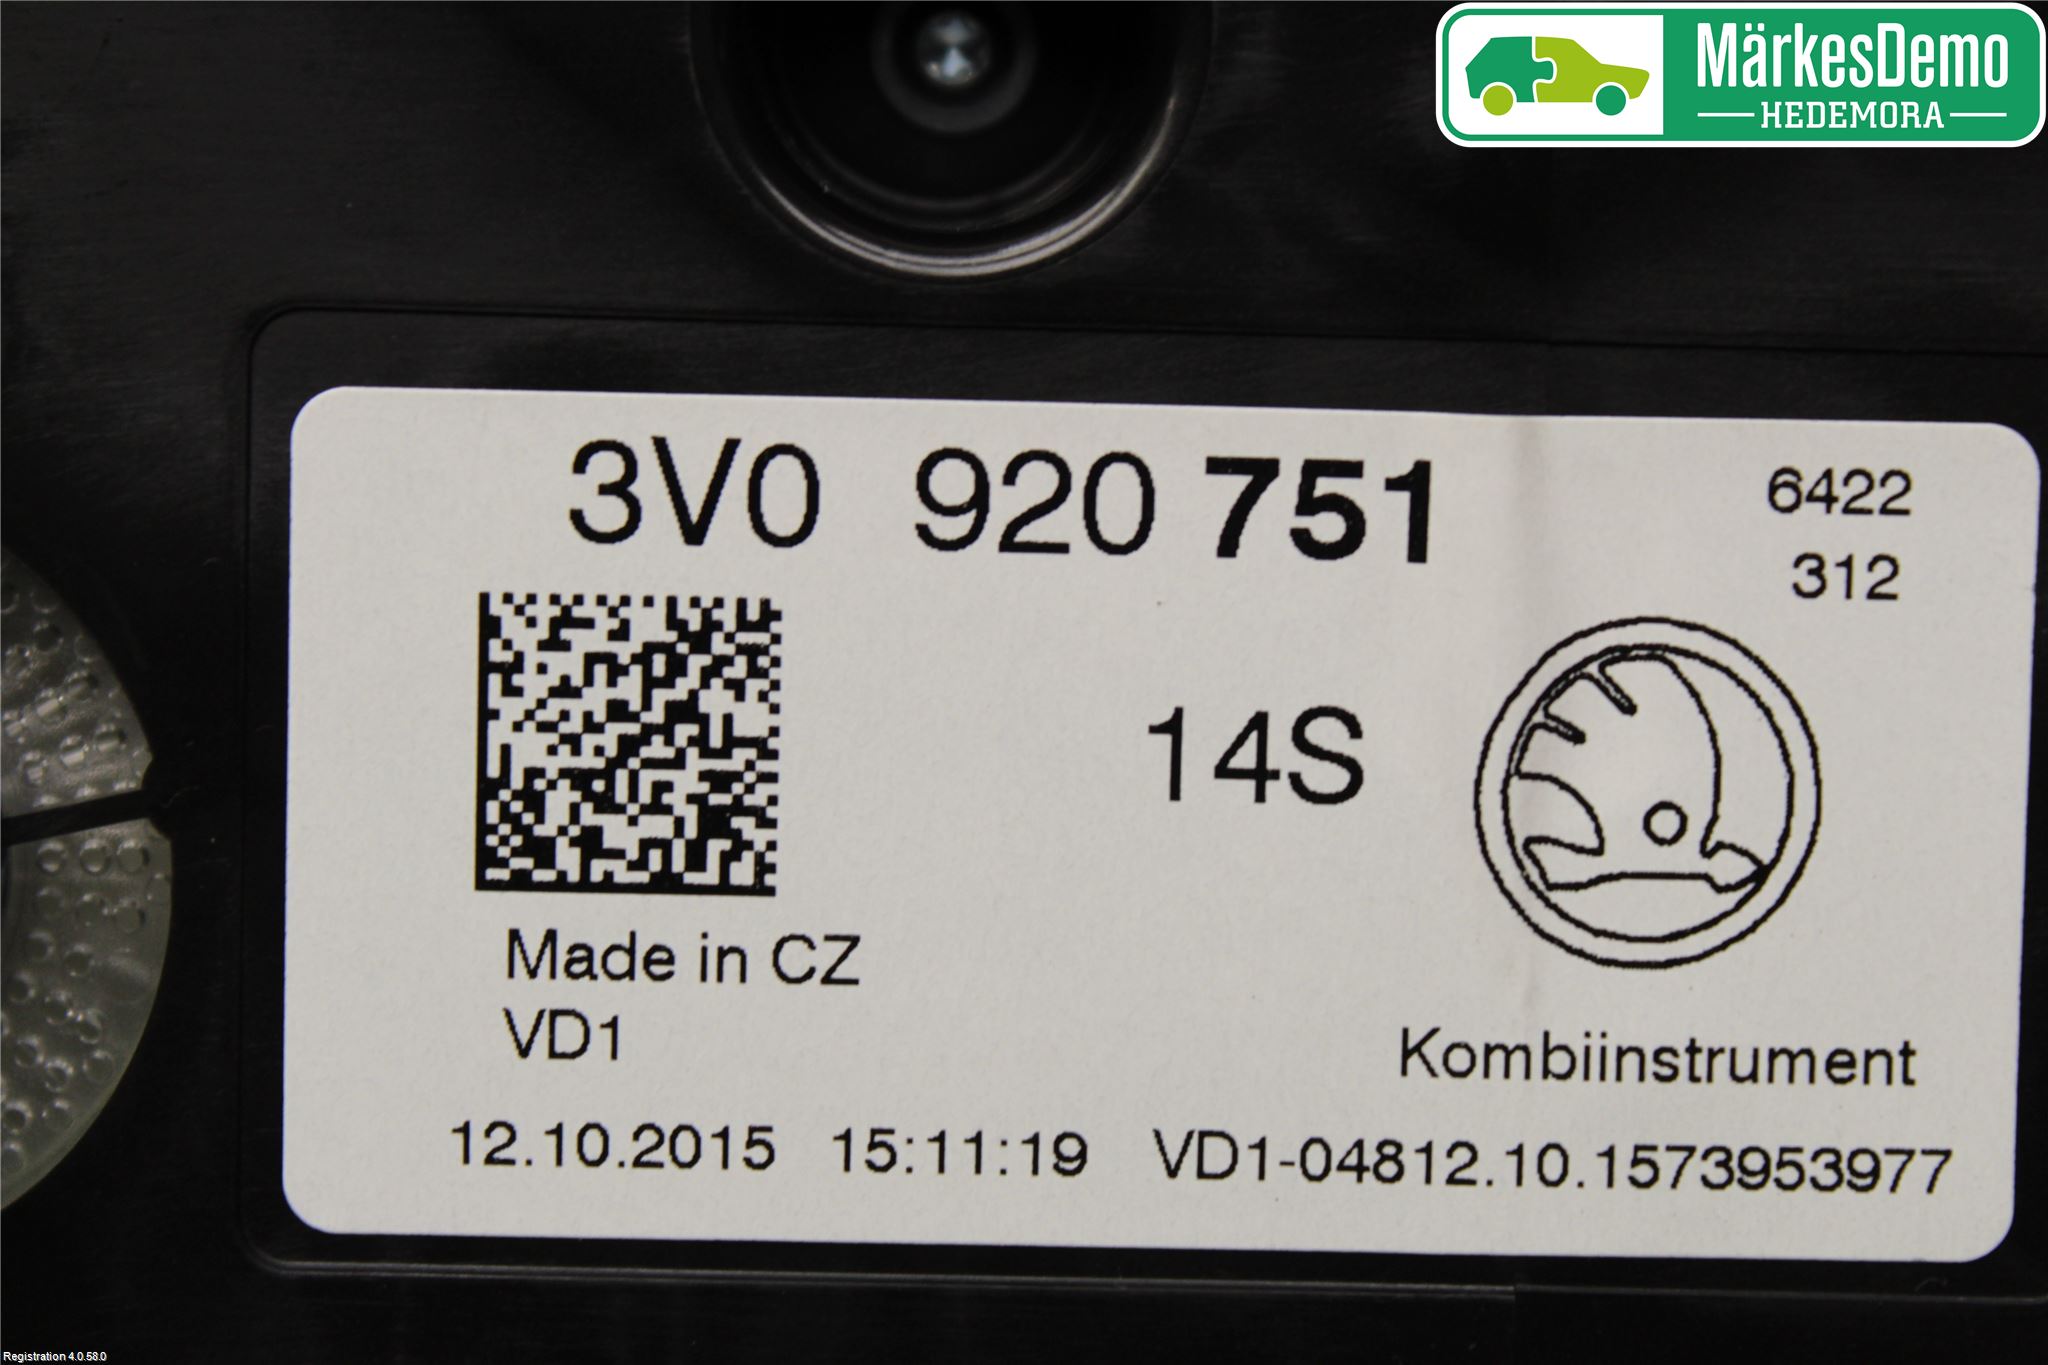 MärkesDemo
HEDEMORA
3V0 920 751
6422
312
14S
Made in CZ
VD1
Kombiinstrument
12.10.2015 15:11:19 VD1-04812.10.1573953977
Registration 4.0.58.0